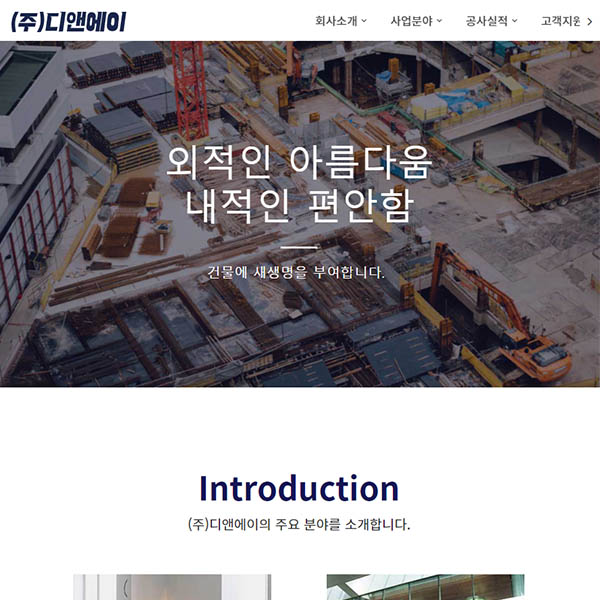 (주)디앤에이
회사소개 사업분야 공사실적 고객지원
외적인 아름다움
내적인 편안함
건물에 새생명을 부여합니다.
Introduction
(주)디앤에이의 주요 분야를 소개합니다.